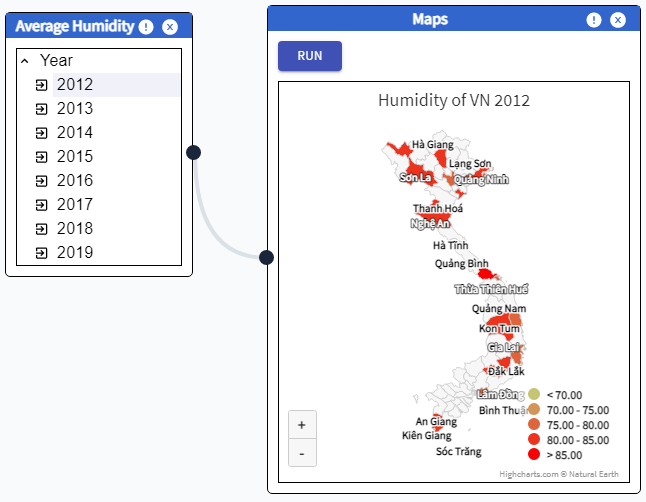 Average Humidity
Year
2012
2013
2014
2015
2016
2017
2018
2019
Maps
RUN
Humidity of VN 2012
Hà Giang
Lạng Sơn
Sơn La
Quảng Ninh
Thanh Hoá
Nghệ An
Hà Tĩnh
Quảng Bình
Thừa Thiên Huế
Quảng Nam
Kon Tum
Gia Lai
Đắk Lắk
Lâm Đồng
Bình Thuận
An Giang
Kiên Giang
Sóc Trăng
< 70.00
70.00 - 75.00
75.00 - 80.00
80.00 - 85.00
> 85.00
+
-
Highcharts.com © Natural Earth